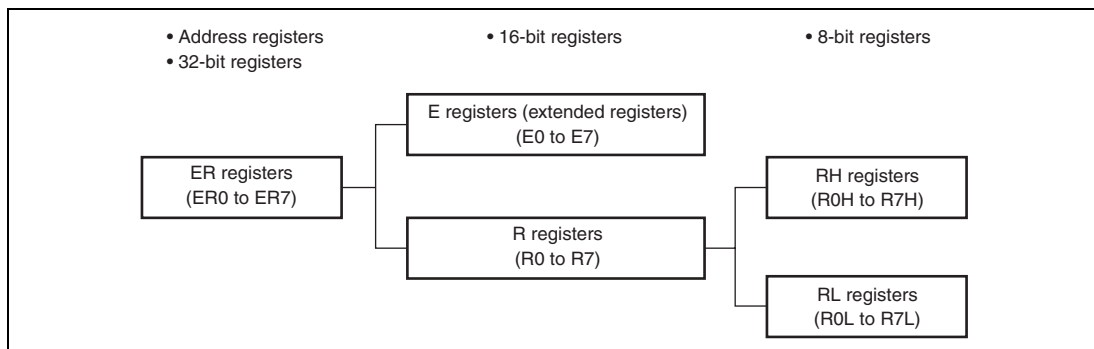 • Address registers
• 32-bit registers
• 16-bit registers
• 8-bit registers
E registers (extended registers)
(E0 to E7)
ER registers
(ER0 to ER7)
RH registers
(R0H to R7H)
R registers
(R0 to R7)
RL registers
(R0L to R7L)